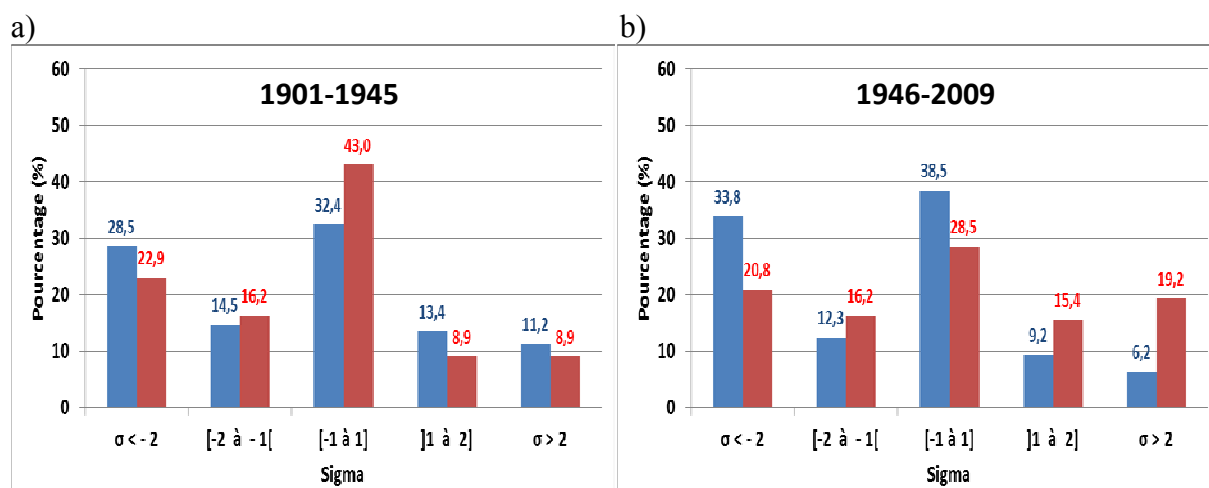 a)
60
50
40
30
20
10
0
Pourcentage (%)
1901-1945
28,5
22,9
14,5
16,2
32,4
43,0
13,4
8,9
11,2
8,9
σ < - 2
[-2 à - 1[
[-1 à 1]
]1 à 2]
σ > 2
Sigma
b)
60
50
40
30
20
10
0
Pourcentage (%)
1946-2009
33,8
20,8
12,3
16,2
38,5
28,5
9,2
15,4
6,2
19,2
σ < - 2
[-2 à - 1[
[-1 à 1]
]1 à 2]
σ > 2
Sigma